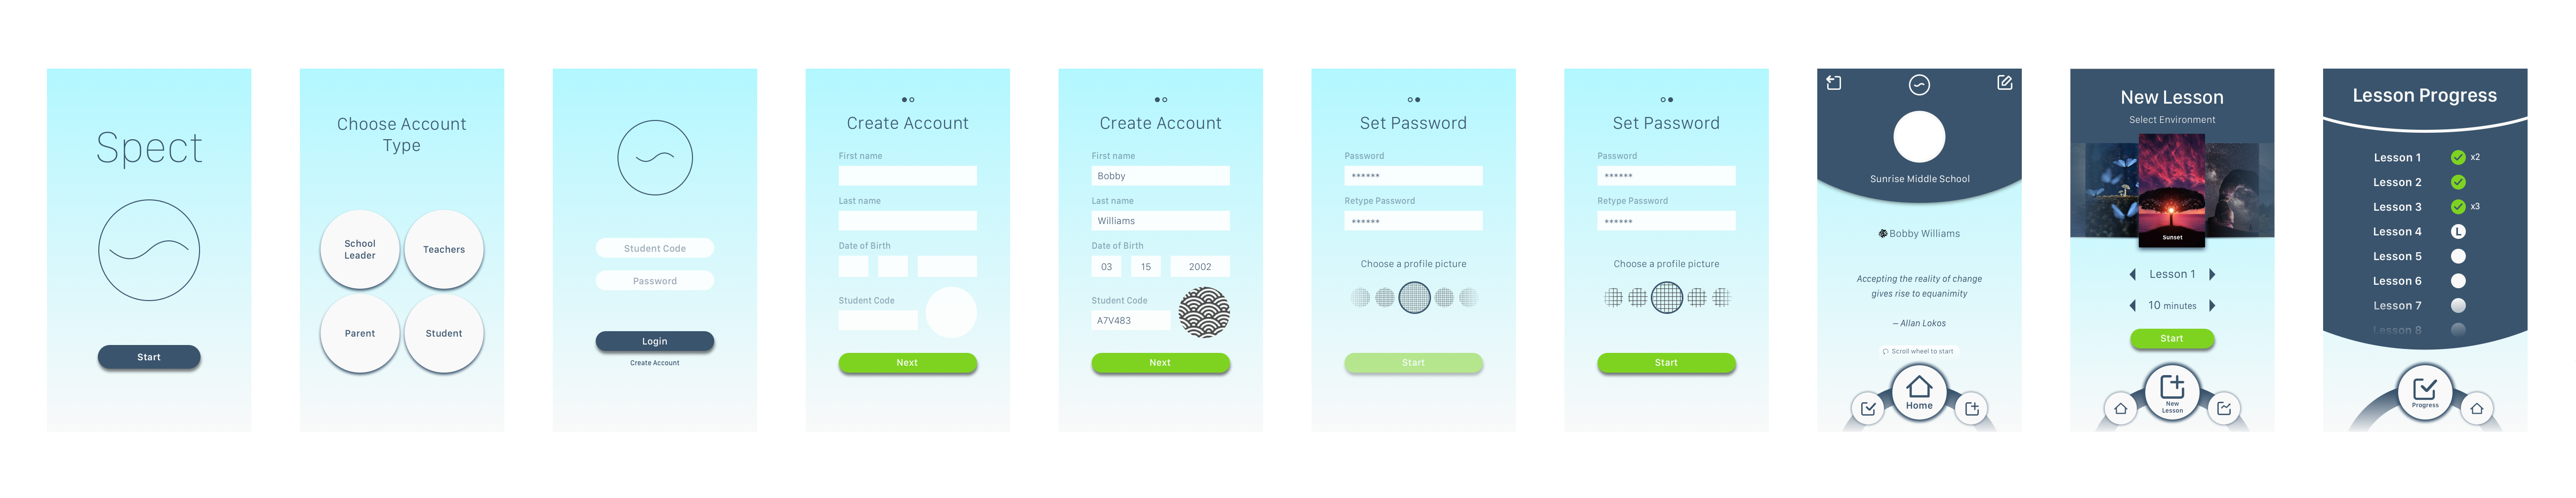 Spect
Start
Choose Account
Type
School
Leader
Teachers
Parent
Student
Student Code
Password
Login
Create Account
Create Account
First name
Last name
Date of Birth
Student Code
Next
Create Account
First name
Bobby
Last name
Williams
Date of Birth
03 15 2002
Student Code
A7V483
Next
Set Password
Password
******
Retype Password
******
Choose a profile picture
Start
Set Password
Password
******
Retype Password
******
Choose a profile picture
Start
Sunrise Middle School
Bobby Williams
Accepting the reality of change
gives rise to equanimity
– Allan Lokos
Scroll wheel to start
Home
New Lesson
Select Environment
Sunset
Lesson 1
10 minutes
Start
New
Lesson
Lesson Progress
Lesson 1 x2
Lesson 2
Lesson 3 x3
Lesson 4 L
Lesson 5
Lesson 6
Lesson 7
Lesson 8
Progress